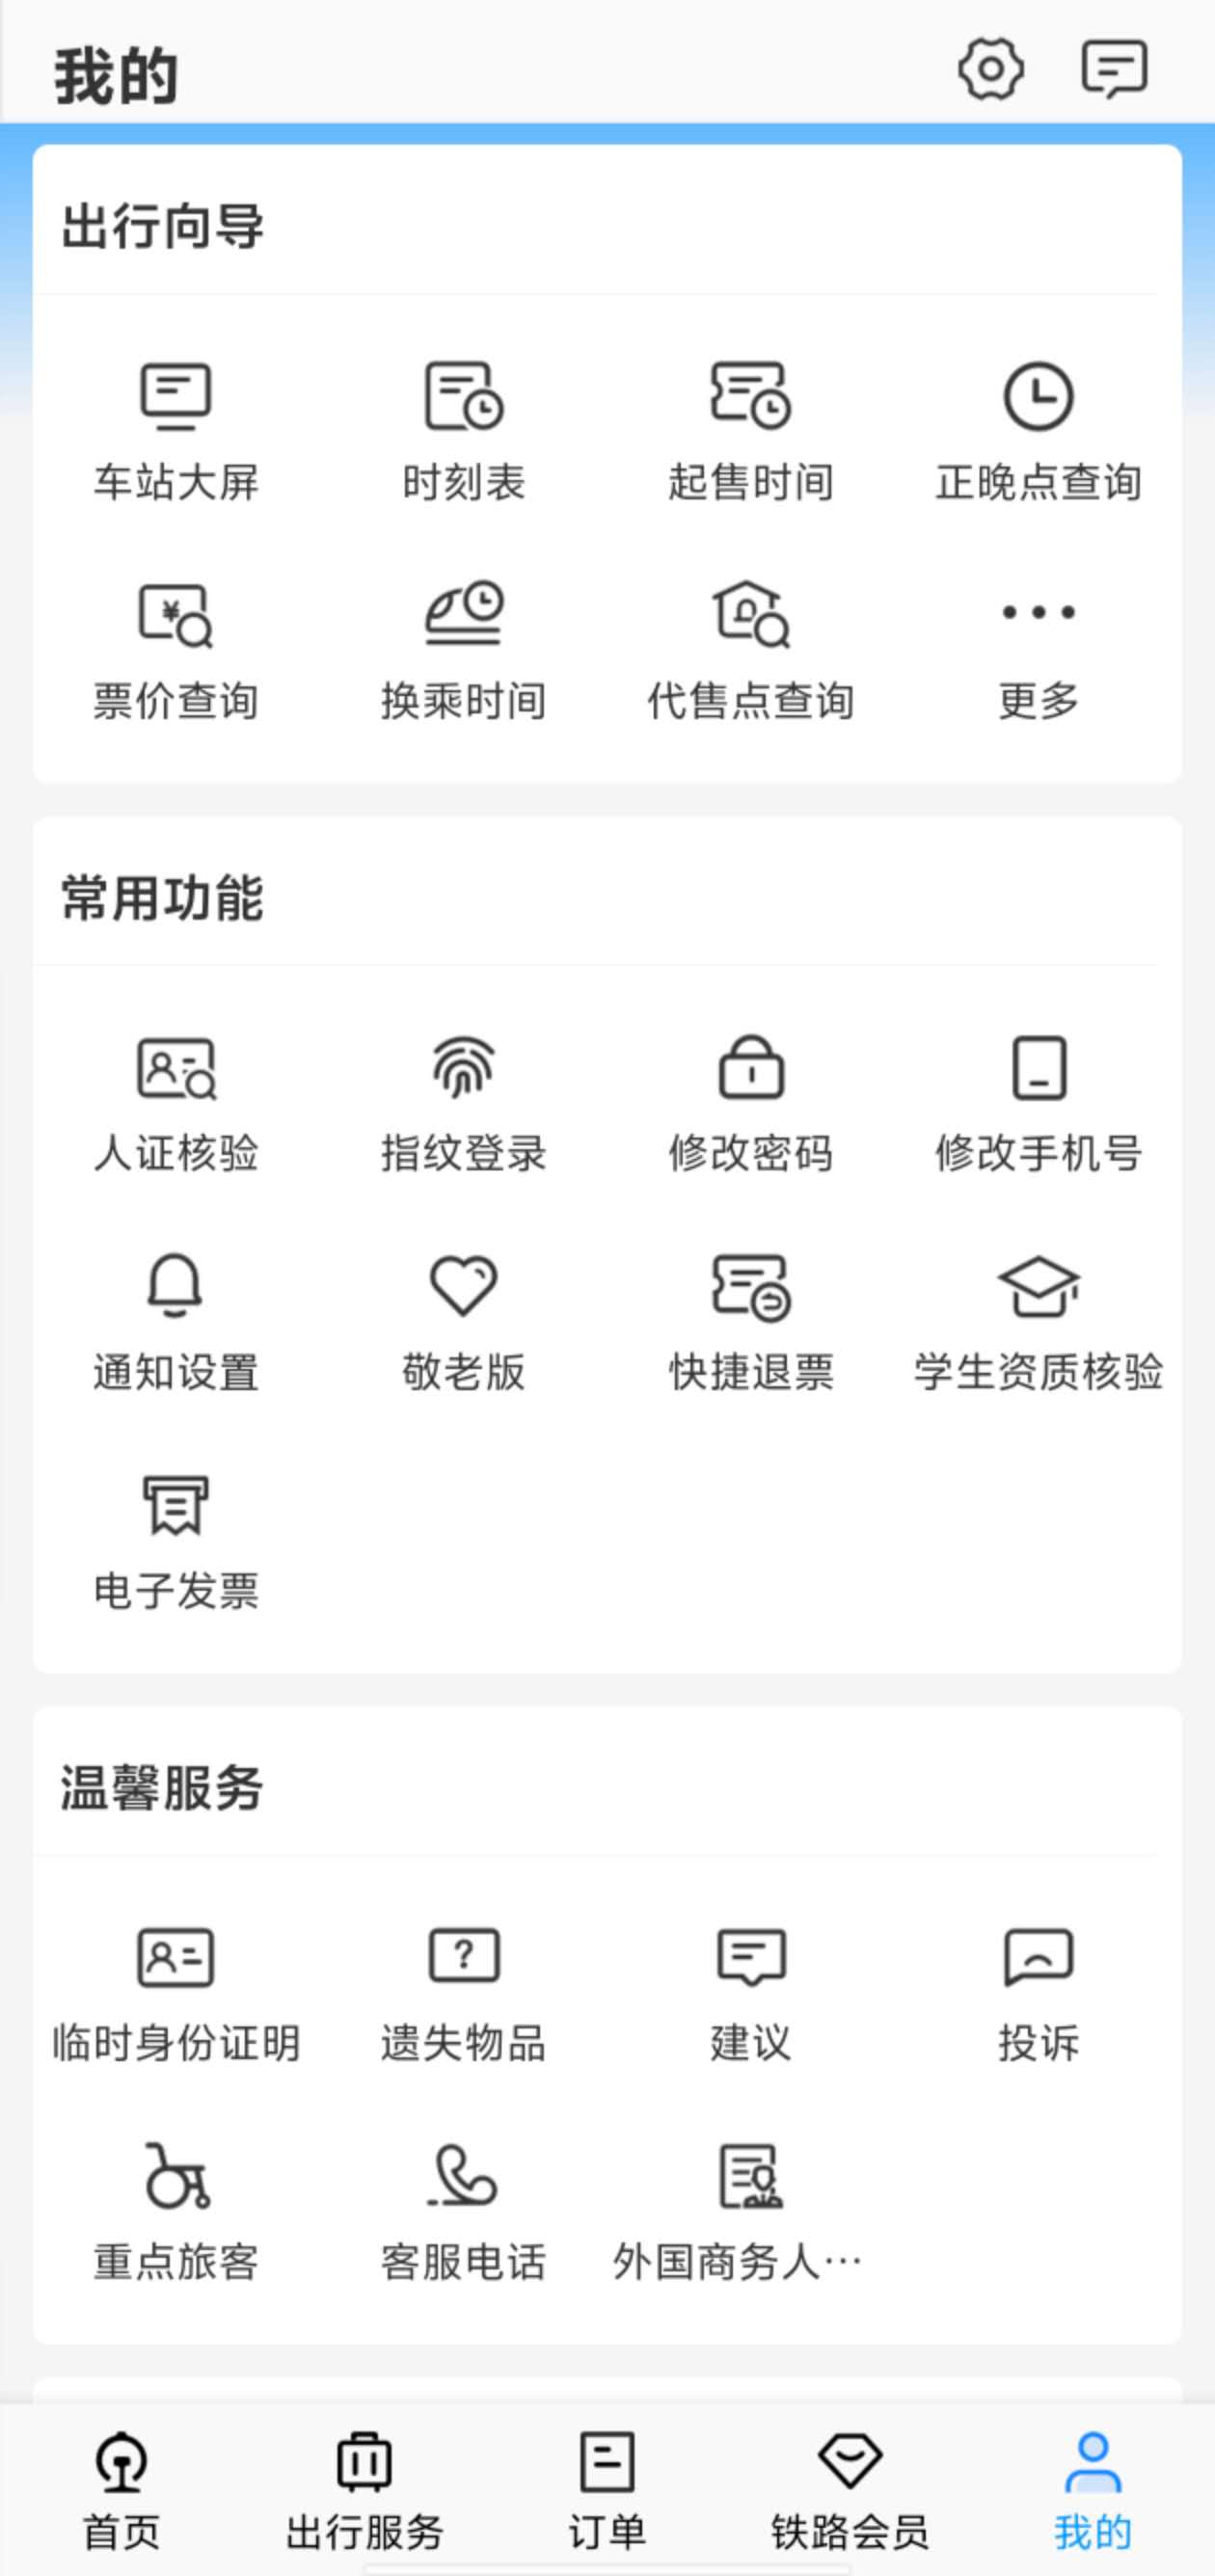 我的
出行向导
车站大屏 时刻表 起售时间 正晚点查询
¥
票价查询 换乘时间 代售点查询 更多
常用功能
人证核验 指纹登录 修改密码 修改手机号
通知设置 敬老版 快捷退票 学生资质核验
电子发票
温馨服务
?
临时身份证明 遗失物品 建议 投诉
重点旅客 客服电话 外国商务人…
首页 出行服务 订单 铁路会员 我的